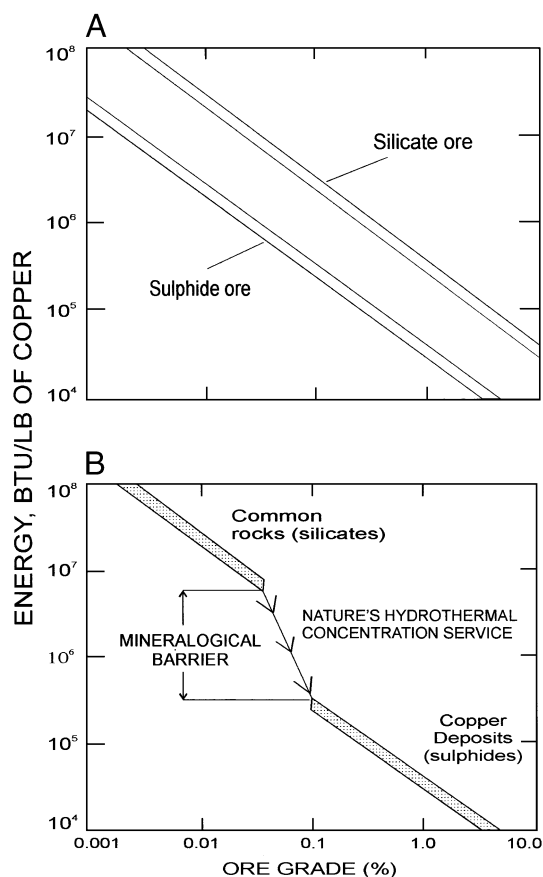 A
10⁸
10⁷
10⁶
10⁵
10⁴
Silicate ore
Sulphide ore
ENERGY, BTU/LB OF COPPER
B
10⁸
10⁷
10⁶
10⁵
10⁴
Common
rocks (silicates)
NATURE'S HYDROTHERMAL
CONCENTRATION SERVICE
MINERALOGICAL
BARRIER
Copper
Deposits
(sulphides)
0.001 0.01 0.1 1.0 10.0
ORE GRADE (%)